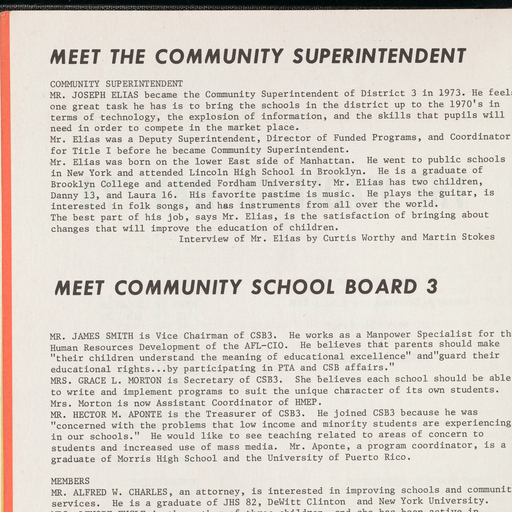 MEET THE COMMUNITY SUPERINTENDENT
COMMUNITY SUPERINTENDENT
MR. JOSEPH ELIAS became the Community Superintendent of District 3 in 1973. He feels
one great task he has is to bring the schools in the district up to the 1970's in
terms of technology, the explosion of information, and the skills that pupils will
need in order to compete in the market place.
Mr. Elias was a Deputy Superintendent, Director of Funded Programs, and Coordinator
for Title I before he became Community Superintendent.
Mr. Elias was born on the lower East side of Manhattan. He went to public schools
in New York and attended Lincoln High School in Brooklyn. He is a graduate of
Brooklyn College and attended Fordham University. Mr. Elias has two children,
Danny 13, and Laura 16. His favorite pastime is music. He plays the guitar, is
interested in folk songs, and has instruments from all over the world.
The best part of his job, says Mr. Elias, is the satisfaction of bringing about
changes that will improve the education of children.
Interview of Mr. Elias by Curtis Worthy and Martin Stokes
MEET COMMUNITY SCHOOL BOARD 3
MR. JAMES SMITH is Vice Chairman of CSB3. He works as a Manpower Specialist for th
Human Resources Development of the AFL-CIO. He believes that parents should make
"their children understand the meaning of educational excellence" and"guard their
educational rights...by participating in PTA and CSB affairs."
MRS. GRACE L. MORTON is Secretary of CSB3. She believes each school should be able
to write and implement programs to suit the unique character of its own students.
Mrs. Morton is now Assistant Coordinator of HMEP.
MR. HECTOR M. APONTE is the Treasurer of CSB3. He joined CSB3 because he was
"concerned with the problems that low income and minority students are experiencing
in our schools." He would like to see teaching related to areas of concern to
students and increased use of mass media. Mr. Aponte, a program coordinator, is a
graduate of Morris High School and the University of Puerto Rico.
MEMBERS
MR. ALFRED W. CHARLES, an attorney, is interested in improving schools and communit
services. He is a graduate of JHS 82, DeWitt Clinton and New York University.